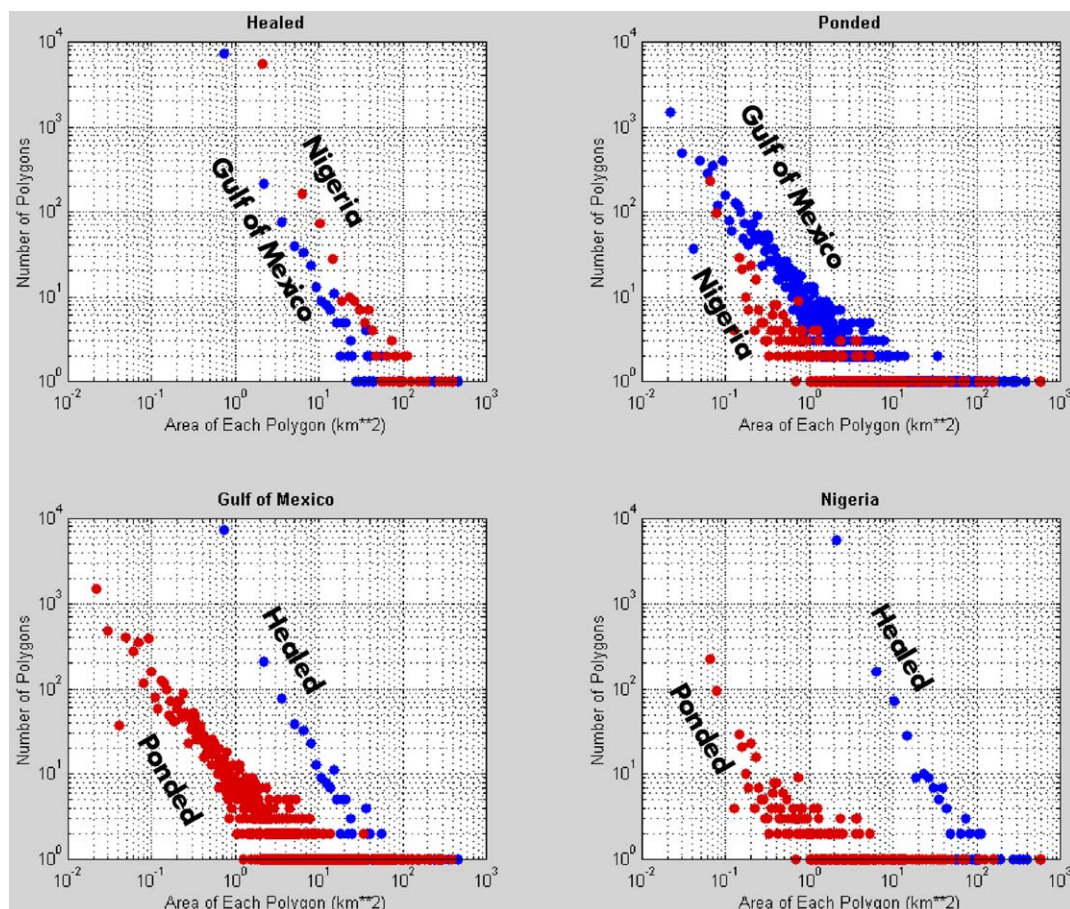 Healed
10^4
10^3
10^2
10^1
10^0
10^-2 10^-1 10^0 10^1 10^2 10^3
Number of Polygons
Area of Each Polygon (km**2)
Nigeria
Gulf of Mexico
Ponded
10^4
10^3
10^2
10^1
10^0
10^-2 10^-1 10^0 10^1 10^2 10^3
Number of Polygons
Area of Each Polygon (km**2)
Gulf of Mexico
Nigeria
Gulf of Mexico
10^4
10^3
10^2
10^1
10^0
10^-2 10^-1 10^0 10^1 10^2 10^3
Number of Polygons
Area of Each Polygon (km**2)
Healed
Ponded
Nigeria
10^4
10^3
10^2
10^1
10^0
10^-2 10^-1 10^0 10^1 10^2 10^3
Number of Polygons
Area of Each Polygon (km**2)
Healed
Ponded